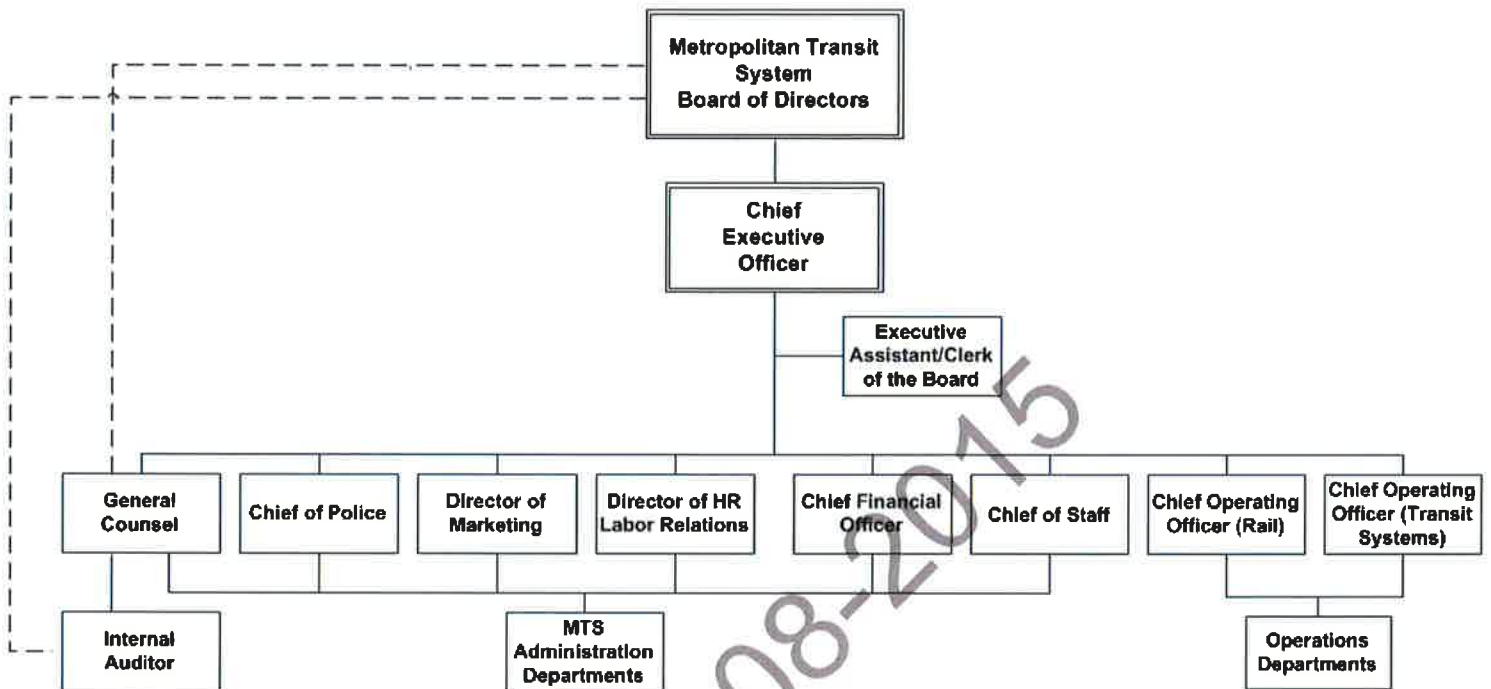 Metropolitan Transit
System
Board of Directors
Chief
Executive
Officer
Executive
Assistant/Clerk
of the Board
General
Counsel
Chief of Police
Director of
Marketing
Director of HR
Labor Relations
Chief Financial
Officer
Chief of Staff
Chief Operating
Officer (Rail)
Chief Operating
Officer (Transit
Systems)
Internal
Auditor
MTS
Administration
Departments
Operations
Departments
08-2015